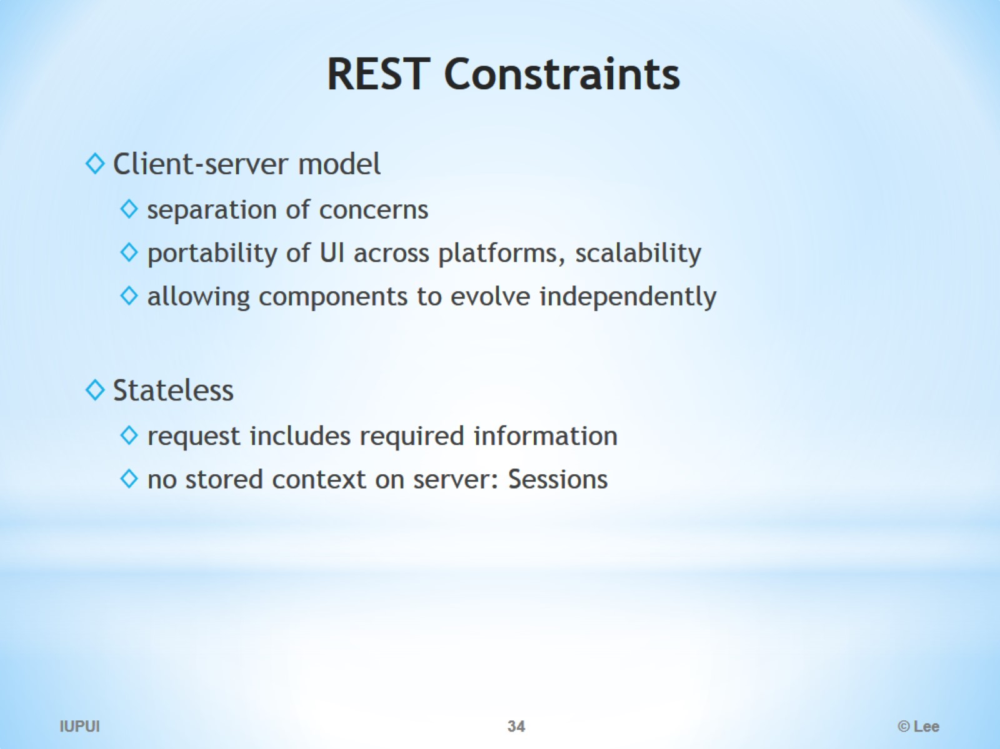 REST Constraints
Client-server model
separation of concerns
portability of UI across platforms, scalability
allowing components to evolve independently
Stateless
request includes required information
no stored context on server: Sessions
IUPUI
34
© Lee